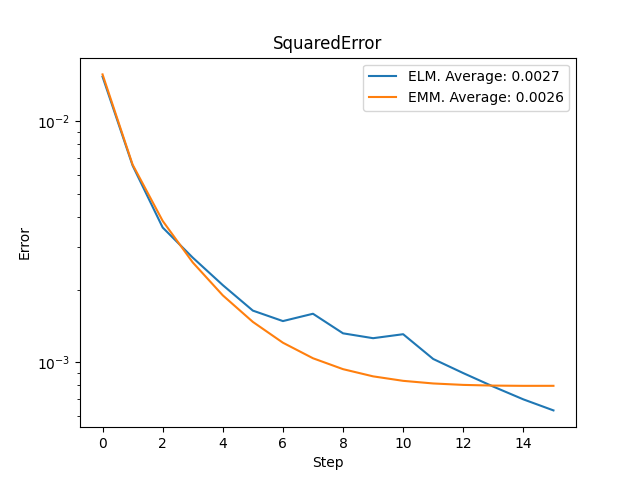 SquaredError
ELM. Average: 0.0027
EMM. Average: 0.0026
10⁻²
10⁻³
Error
0 2 4 6 8 10 12 14
Step